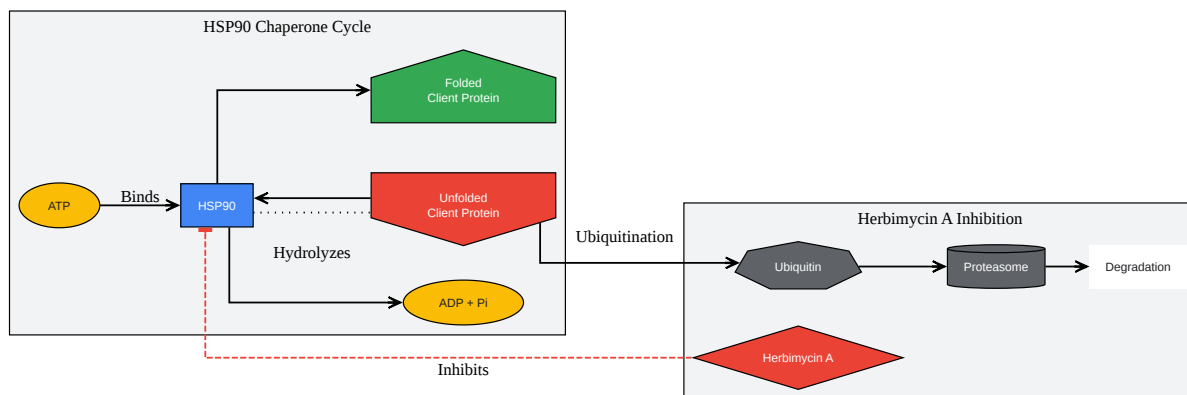 HSP90 Chaperone Cycle
Folded
Client Protein
ATP
Binds
HSP90
Unfolded
Client Protein
Hydrolyzes
ADP + Pi
Ubiquitination
Herbimycin A Inhibition
Ubiquitin
Proteasome
Degradation
Herbimycin A
Inhibits